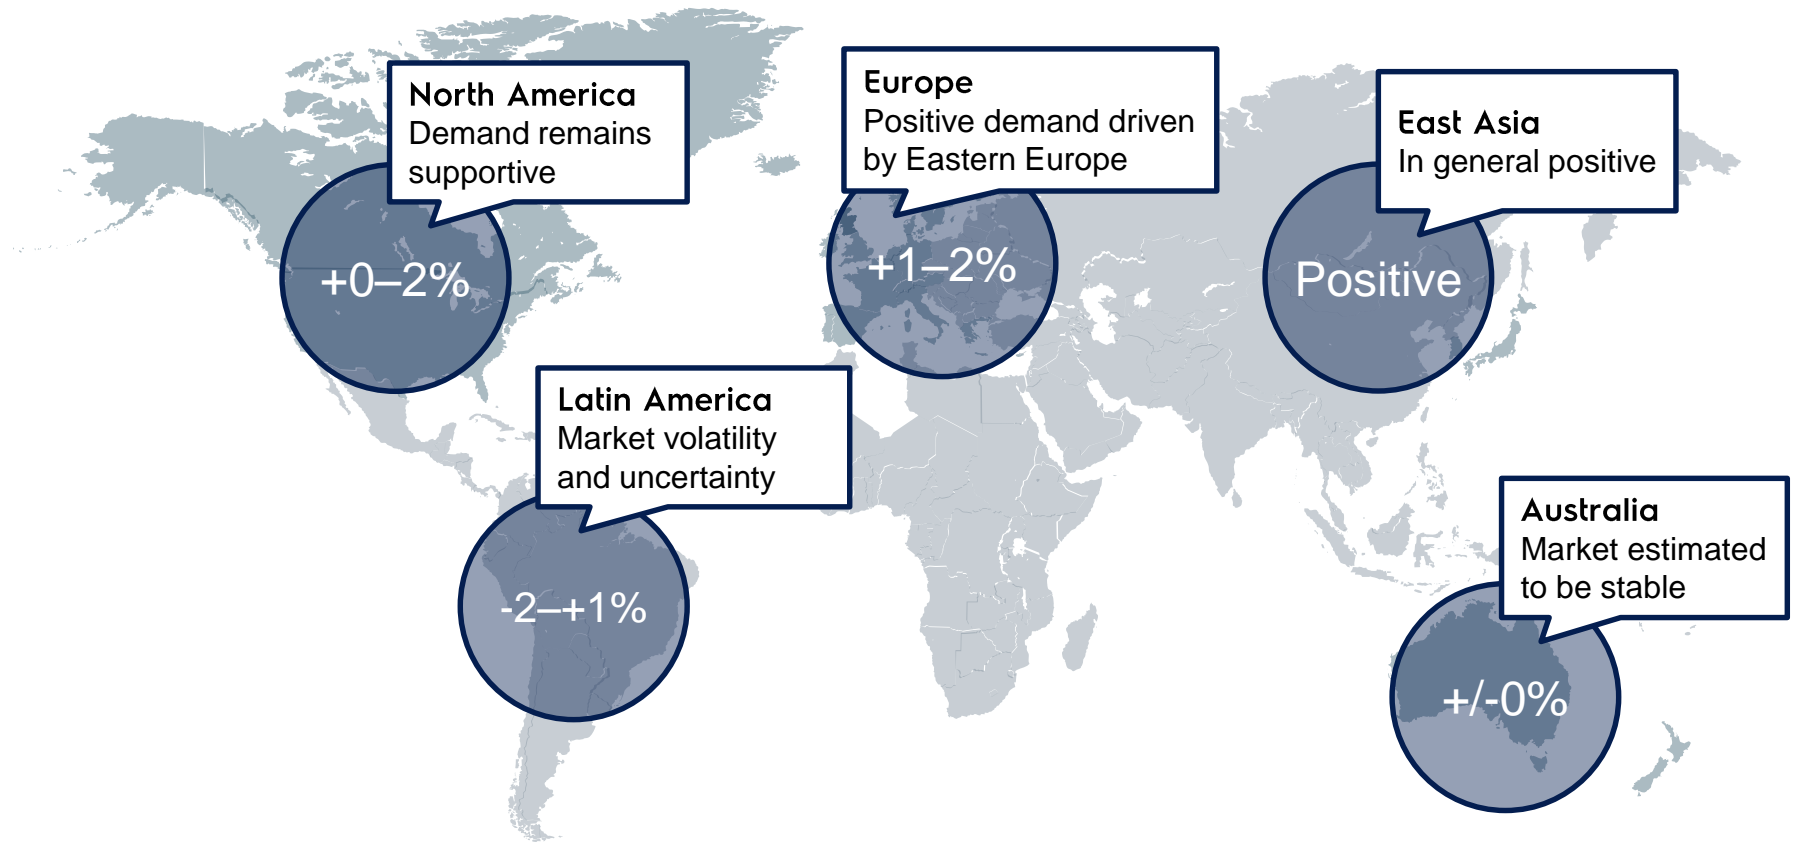 North America
Demand remains
supportive
+0–2%
Europe
Positive demand driven
by Eastern Europe
+1–2%
East Asia
In general positive
Positive
Latin America
Market volatility
and uncertainty
-2–+1%
Australia
Market estimated
to be stable
+/-0%